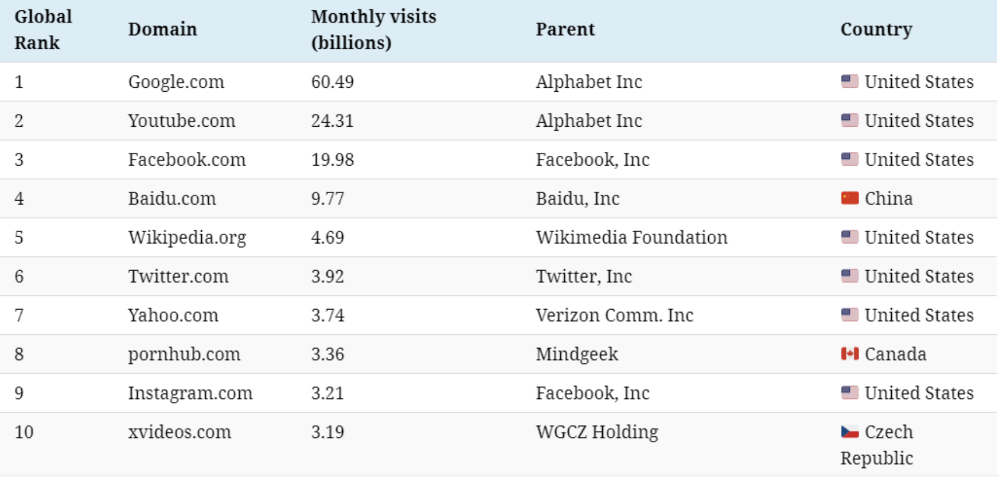 Global Rank Domain Monthly visits (billions) Parent Country
1 Google.com 60.49 Alphabet Inc United States
2 Youtube.com 24.31 Alphabet Inc United States
3 Facebook.com 19.98 Facebook, Inc United States
4 Baidu.com 9.77 Baidu, Inc China
5 Wikipedia.org 4.69 Wikimedia Foundation United States
6 Twitter.com 3.92 Twitter, Inc United States
7 Yahoo.com 3.74 Verizon Comm. Inc United States
8 pornhub.com 3.36 Mindgeek Canada
9 Instagram.com 3.21 Facebook, Inc United States
10 xvideos.com 3.19 WGCZ Holding Czech Republic